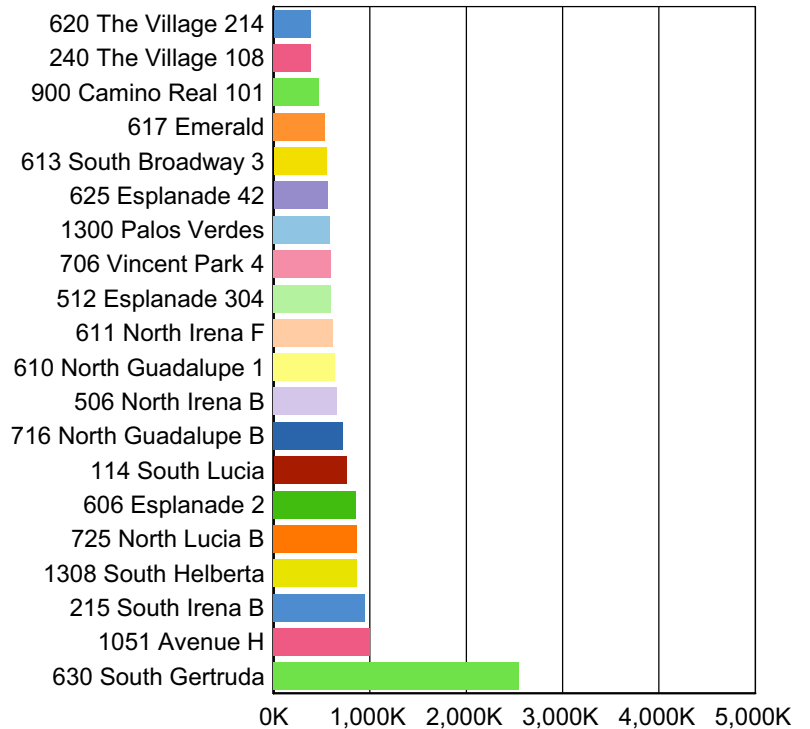 620 The Village 214
240 The Village 108
900 Camino Real 101
617 Emerald
613 South Broadway 3
625 Esplanade 42
1300 Palos Verdes
706 Vincent Park 4
512 Esplanade 304
611 North Irena F
610 North Guadalupe 1
506 North Irena B
716 North Guadalupe B
114 South Lucia
606 Esplanade 2
725 North Lucia B
1308 South Helberta
215 South Irena B
1051 Avenue H
630 South Gertruda
0K 1,000K 2,000K 3,000K 4,000K 5,000K